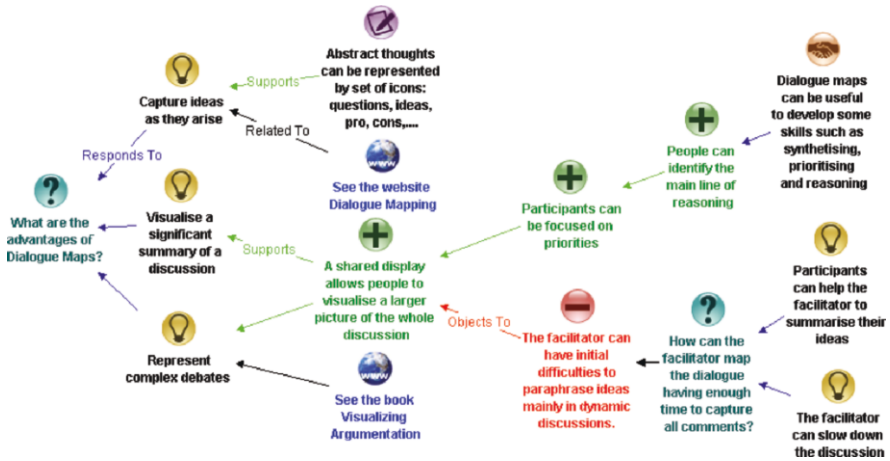 Abstract thoughts
can be represented
by set of icons:
questions, ideas,
pro, cons,....
Supports
Capture ideas
as they arise
Related To
Responds To
www
See the website
Dialogue Mapping
?
What are the
advantages of
Dialogue Maps?
Visualise a
significant
summary of a
discussion
Supports
A shared display
allows people to
visualise a larger
picture of the whole
discussion
Represent
complex debates
www
See the book
Visualizing
Argumentation
Participants can
be focused on
priorities
People can
identify the
main line of
reasoning
Dialogue maps
can be useful
to develop some
skills such as
synthetising,
prioritising
and reasoning
Objects To
The facilitator can
have initial
difficulties to
paraphrase ideas
mainly in dynamic
discussions.
?
How can the
facilitator map
the dialogue
having enough
time to capture
all comments?
Participants
can help the
facilitator to
summarise their
ideas
The facilitator
can slow down
the discussion